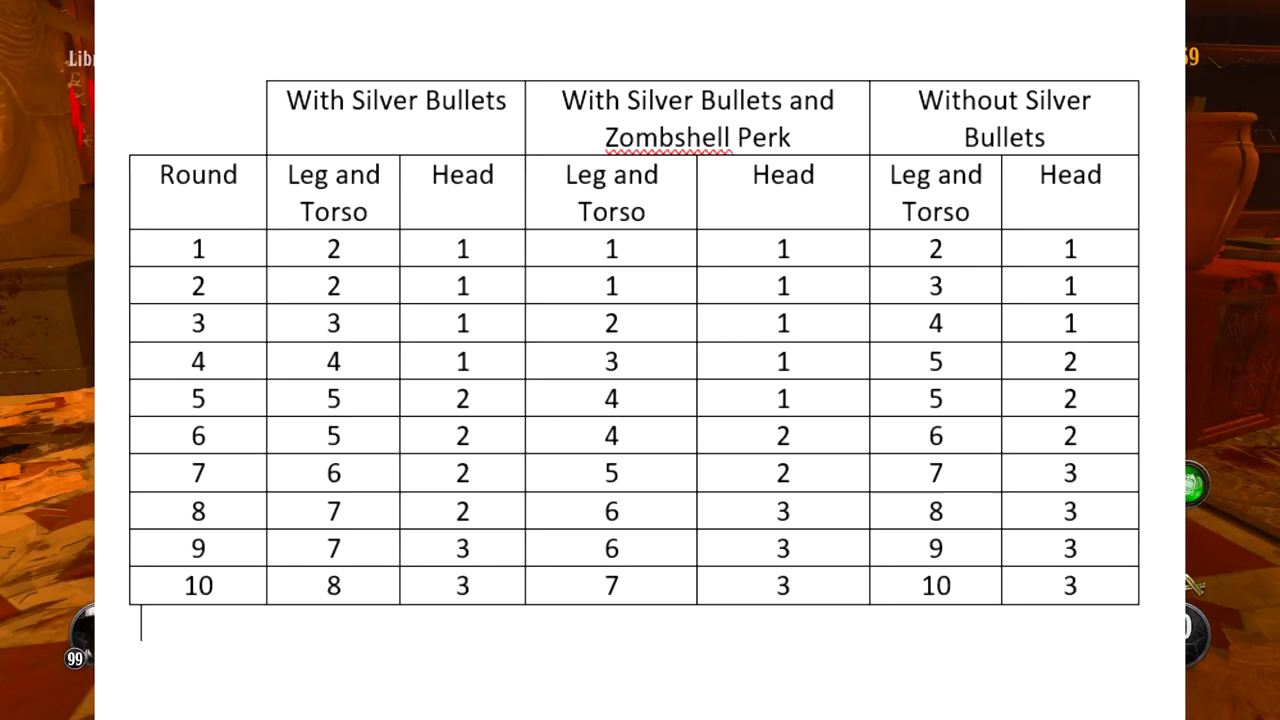 Libr
59
With Silver Bullets
With Silver Bullets and
Zombshell Perk
Without Silver
Bullets
Round
Leg and
Torso
Head
Leg and
Torso
Head
Leg and
Torso
Head
1 2 1 1 1 2 1
2 2 1 1 1 3 1
3 3 1 2 1 4 1
4 4 1 3 1 5 2
5 5 2 4 1 5 2
6 5 2 4 2 6 2
7 6 2 5 2 7 3
8 7 2 6 3 8 3
9 7 3 6 3 9 3
10 8 3 7 3 10 3
99
0